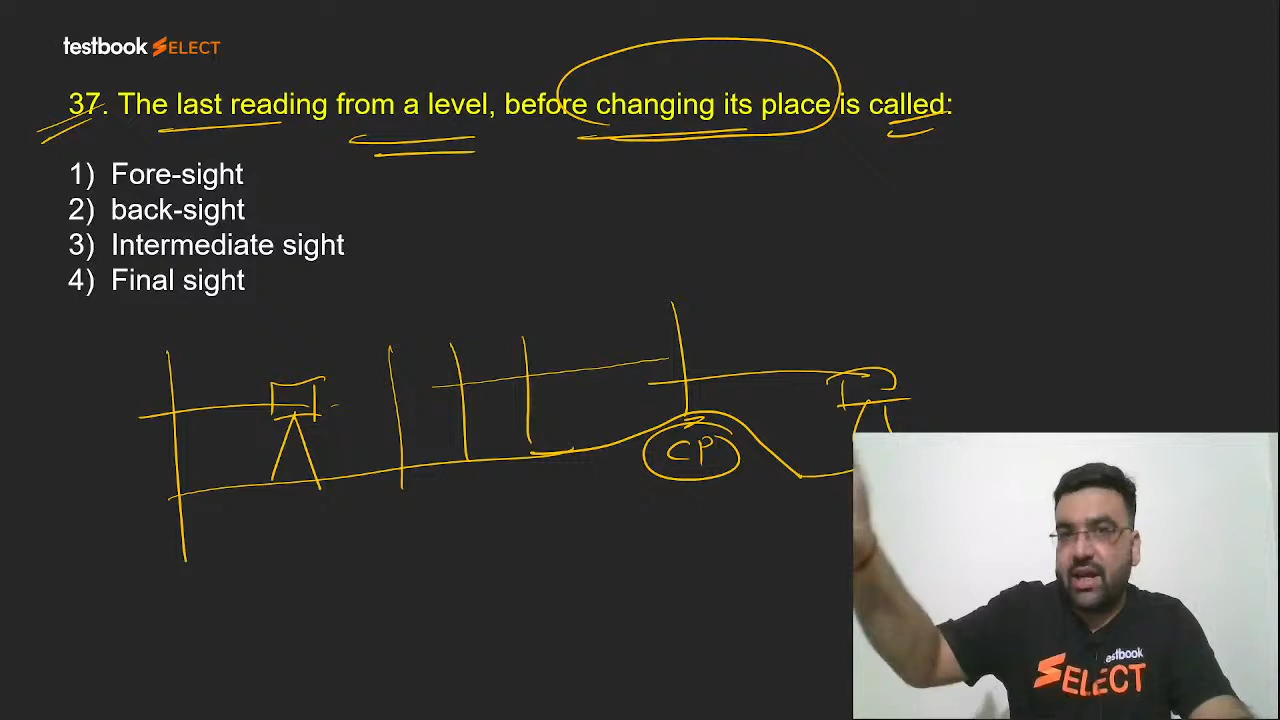 testbook SELECT
37. The last reading from a level, before changing its place is called:
1) Fore-sight
2) back-sight
3) Intermediate sight
4) Final sight
CP
testbook
SELECT